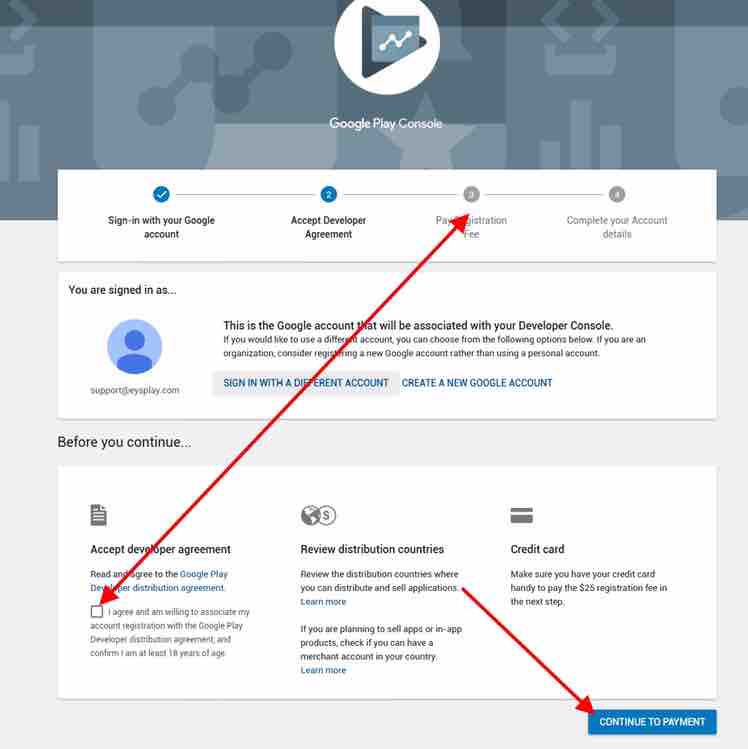 Google Play Console
2
3
4
Sign-in with your Google
account
Accept Developer
Agreement
Pay Registration
Fee
Complete your Account
details
You are signed in as...
This is the Google account that will be associated with your Developer Console.
If you would like to use a different account, you can choose from the following options below. If you are an
organization, consider registering a new Google account rather than using a personal account.
support@eysplay.com
SIGN IN WITH A DIFFERENT ACCOUNT
CREATE A NEW GOOGLE ACCOUNT
Before you continue...
Accept developer agreement
Read and agree to the Google Play
Developer distribution agreement.
I agree and am willing to associate my
account registration with the Google Play
Developer distribution agreement, and
confirm I am at least 18 years of age.
$
Review distribution countries
Review the distribution countries where
you can distribute and sell applications.
Learn more
If you are planning to sell apps or in-app
products, check if you can have a
merchant account in your country.
Learn more
Credit card
Make sure you have your credit card
handy to pay the $25 registration fee in
the next step.
CONTINUE TO PAYMENT